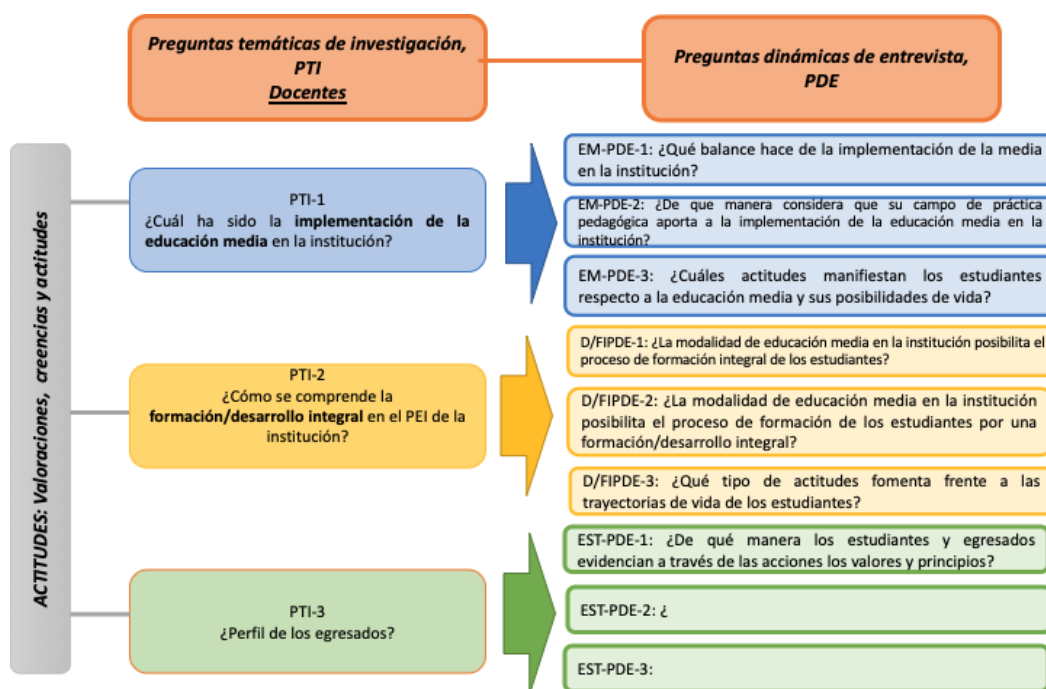 Preguntas temáticas de investigación,
PTI
Docentes
Preguntas dinámicas de entrevista,
PDE
ACTITUDES: Valoraciones, creencias y actitudes
PTI-1
¿Cuál ha sido la implementación de la
educación media en la institución?
EM-PDE-1: ¿Qué balance hace de la implementación de la media
en la institución?
EM-PDE-2: ¿De que manera considera que su campo de práctica
pedagógica aporta a la implementación de la educación media en la
institución?
EM-PDE-3: ¿Cuáles actitudes manifiestan los estudiantes
respecto a la educación media y sus posibilidades de vida?
PTI-2
¿Cómo se comprende la
formación/desarrollo integral en el PEI de la
institución?
D/FIPDE-1: ¿La modalidad de educación media en la institución posibilita el
proceso de formación integral de los estudiantes?
D/FIPDE-2: ¿La modalidad de educación media en la institución
posibilita el proceso de formación de los estudiantes por una
formación/desarrollo integral?
D/FIPDE-3: ¿Qué tipo de actitudes fomenta frente a las
trayectorias de vida de los estudiantes?
PTI-3
¿Perfil de los egresados?
EST-PDE-1: ¿De qué manera los estudiantes y egresados
evidencian a través de las acciones los valores y principios?
EST-PDE-2: ¿
EST-PDE-3: